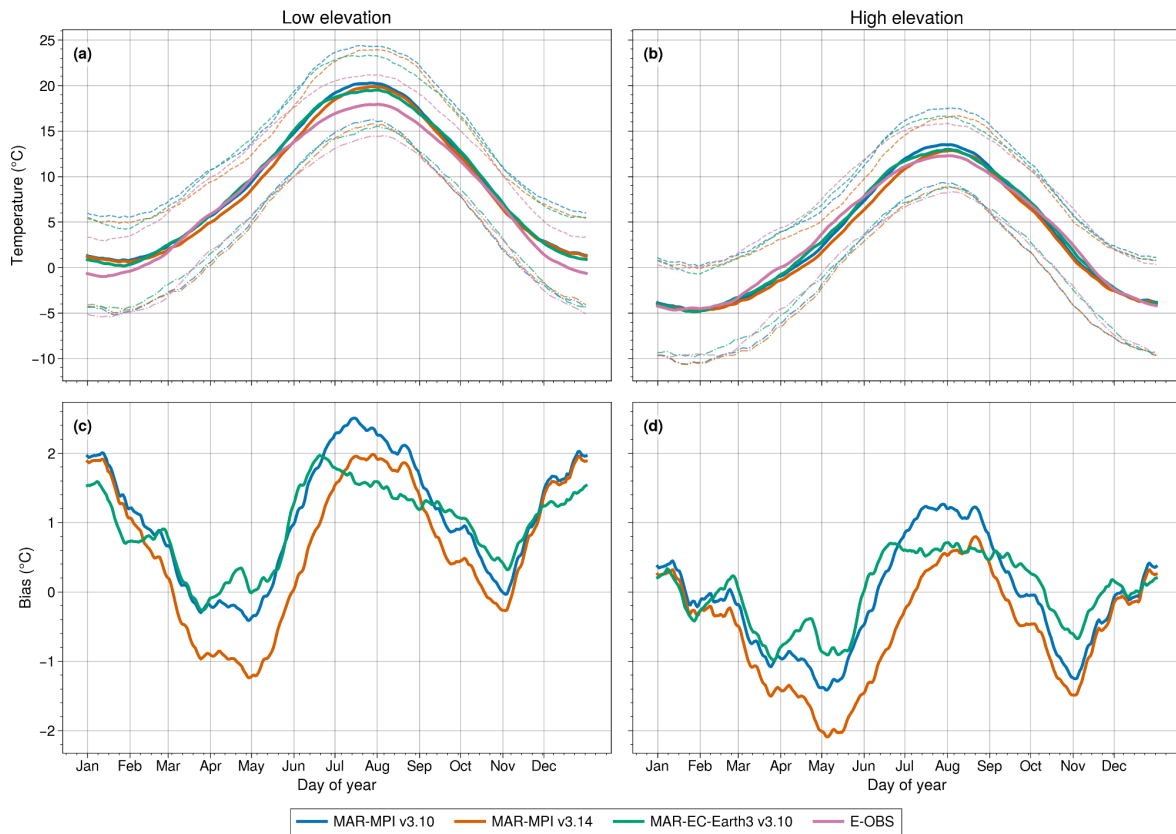 Low elevation
High elevation
(a)
(b)
25
20
15
10
5
0
−5
−10
Temperature (°C)
(c)
(d)
2
1
0
−1
−2
Bias (°C)
Jan Feb Mar Apr May Jun Jul Aug Sep Oct Nov Dec
Jan Feb Mar Apr May Jun Jul Aug Sep Oct Nov Dec
Day of year
Day of year
MAR-MPI v3.10 MAR-MPI v3.14 MAR-EC-Earth3 v3.10 E-OBS